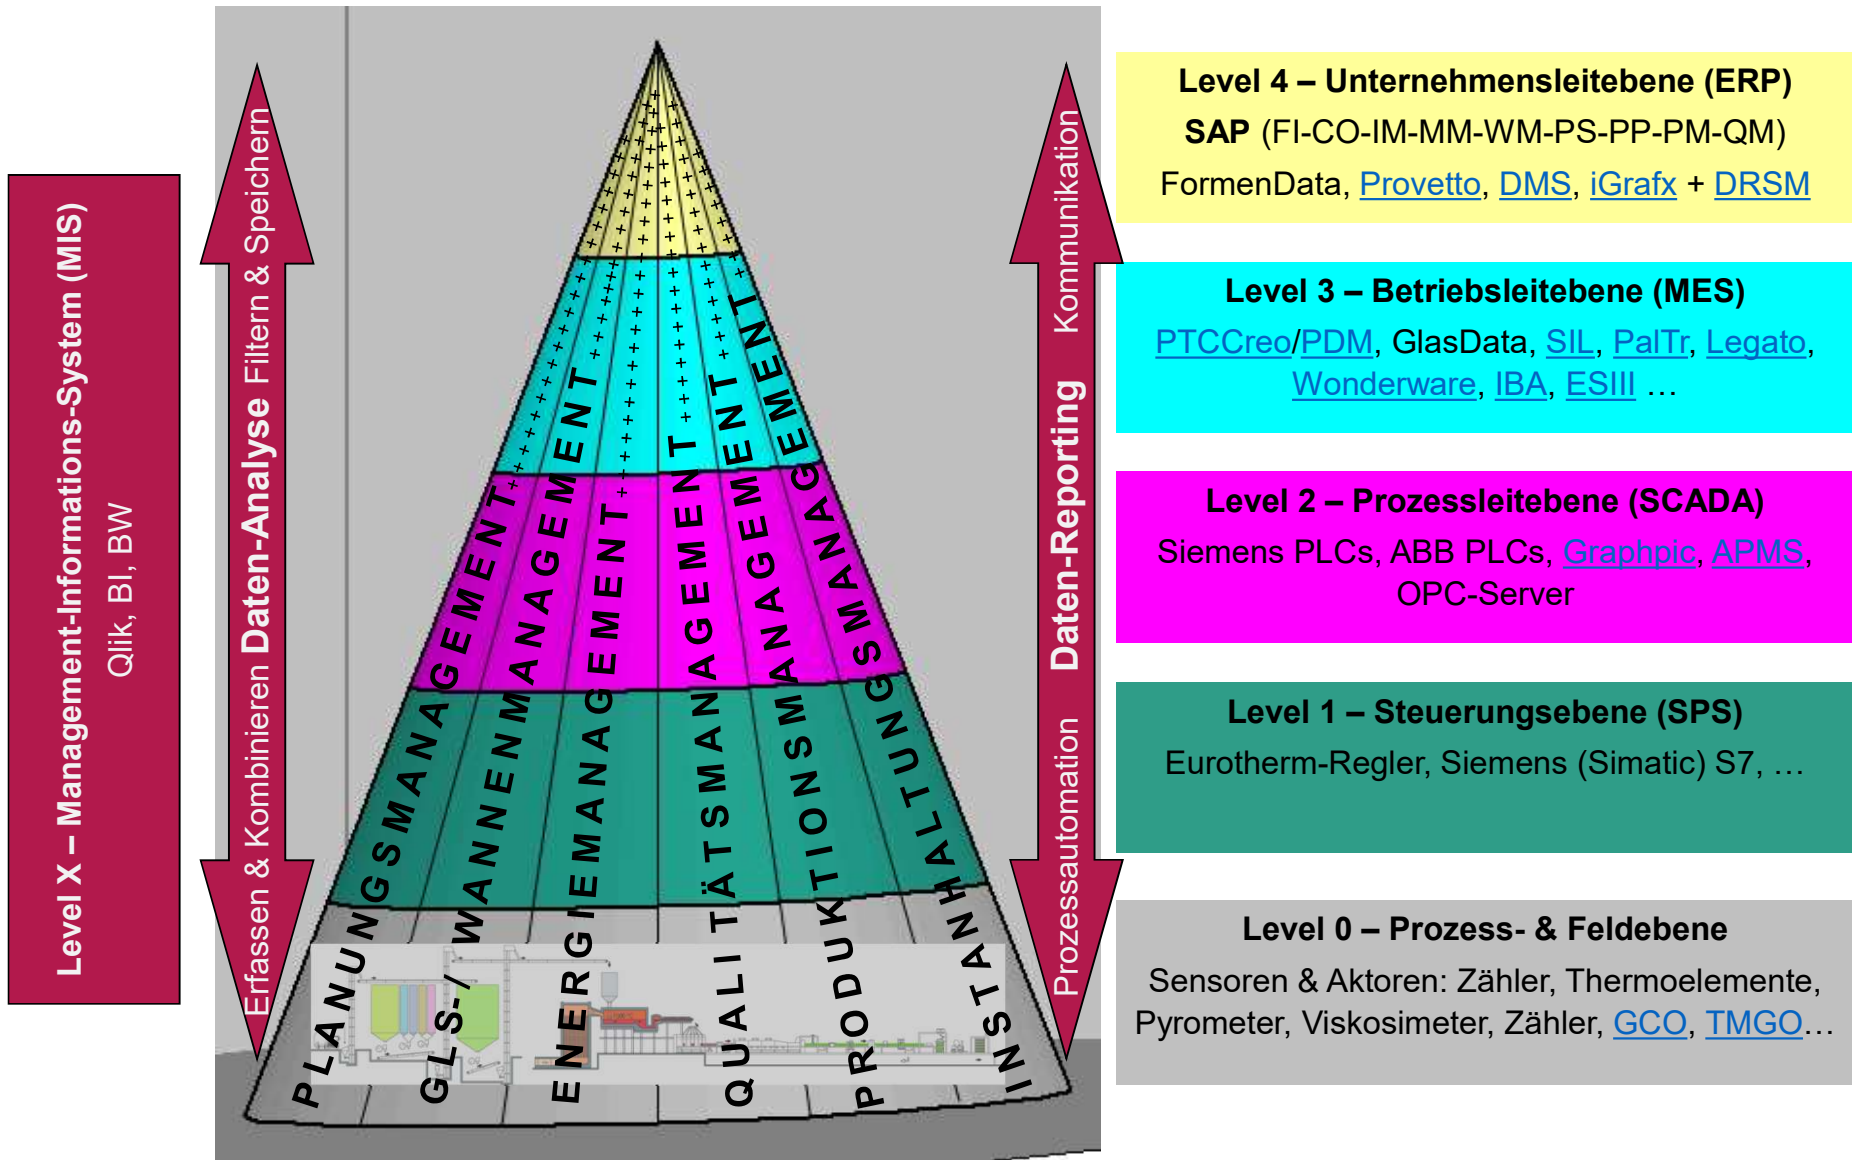 Level X – Management-Informations-System (MIS)
Qlik, BI, BW
Erfassen & Kombinieren Daten-Analyse Filtern & Speichern
PLANUNGSMANAGEMENT
GLS-/WANNENMANAGEMENT
ENERGIEMANAGEMENT
QUALITÄTSMANAGEMENT
PRODUKTIONSMANAGEMENT
INSTANHALTUNGSMANAGEMENT
Prozessautomation Daten-Reporting Kommunikation
Level 4 – Unternehmensleitebene (ERP)
SAP (FI-CO-IM-MM-WM-PS-PP-PM-QM)
FormenData, Provetto, DMS, iGrafx + DRSM
Level 3 – Betriebsleitebene (MES)
PTCCreo/PDM, GlasData, SIL, PalTr, Legato,
Wonderware, IBA, ESIII …
Level 2 – Prozessleitebene (SCADA)
Siemens PLCs, ABB PLCs, Graphpic, APMS,
OPC-Server
Level 1 – Steuerungsebene (SPS)
Eurotherm-Regler, Siemens (Simatic) S7, …
Level 0 – Prozess- & Feldebene
Sensoren & Aktoren: Zähler, Thermoelemente,
Pyrometer, Viskosimeter, Zähler, GCO, TMGO…